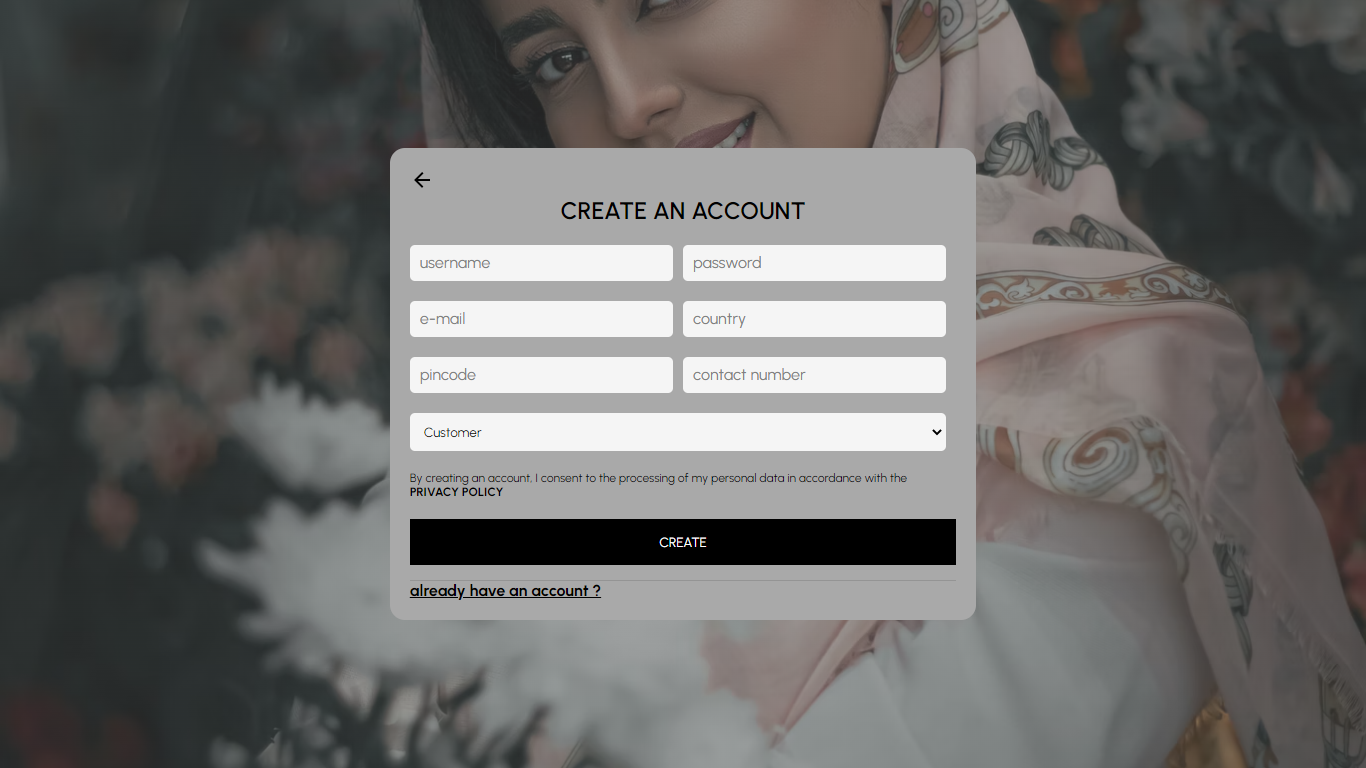 CREATE AN ACCOUNT
username
password
e-mail
country
pincode
contact number
Customer
By creating an account, I consent to the processing of my personal data in accordance with the
PRIVACY POLICY
CREATE
already have an account ?